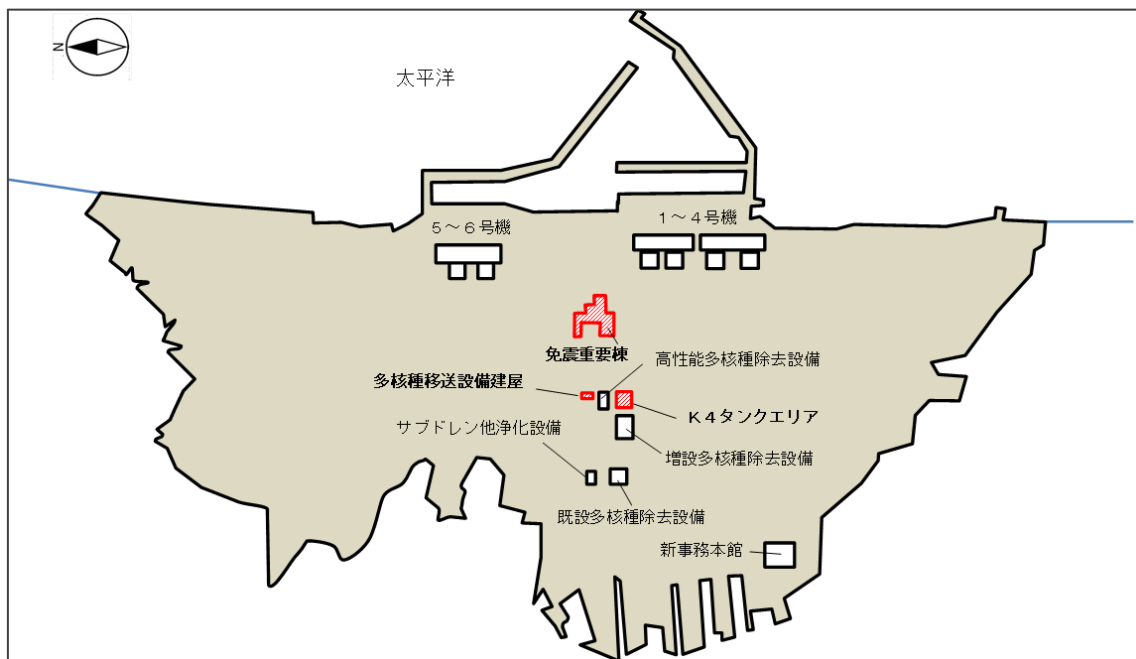 N
太平洋
5～6号機
1～4号機
免震重要棟
高性能多核種除去設備
多核種移送設備建屋
K4タンクエリア
サブドレン他浄化設備
増設多核種除去設備
既設多核種除去設備
新事務本館